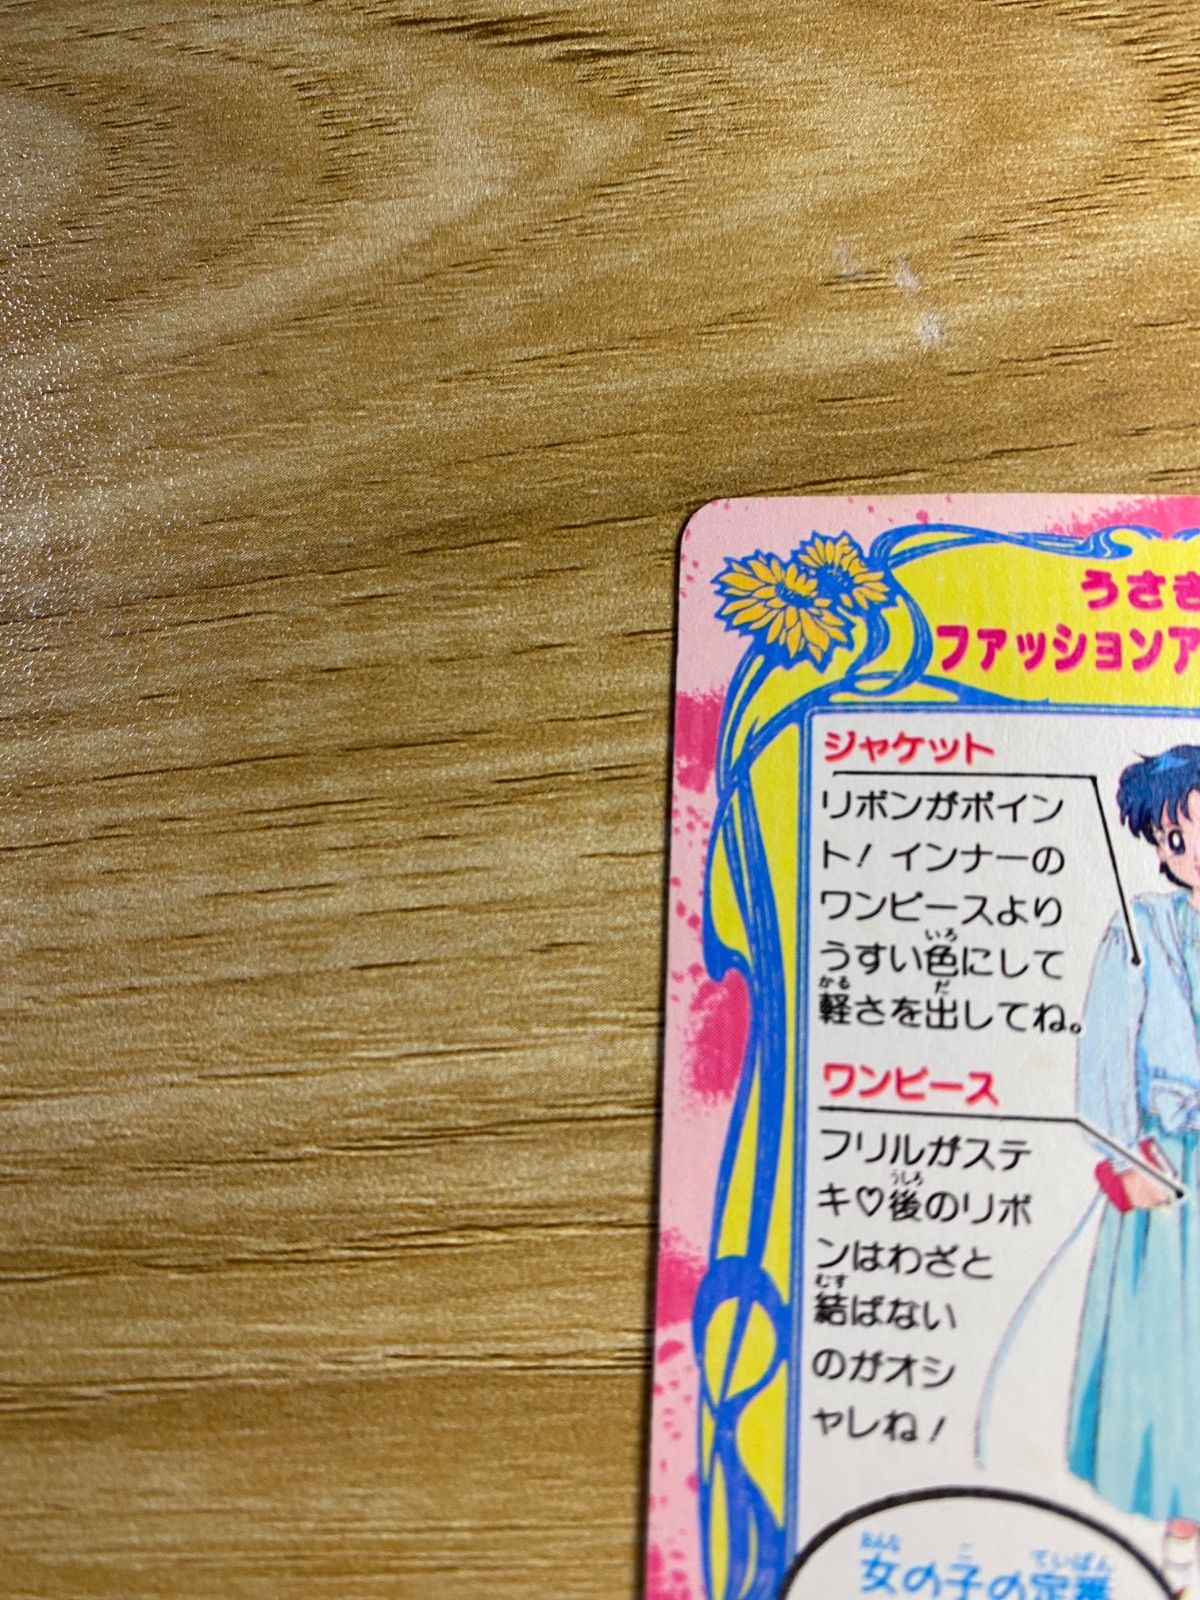 うさき
ファッションア
ジャケット
リボンがポイン
ト! インナーの
ワンピースより
うすい色にして
軽さを出してね。
ワンピース
フリルがステ
キ♡後のリボ
ンはわざと
結ばない
のがオシ
ャレね!
女の子の定番